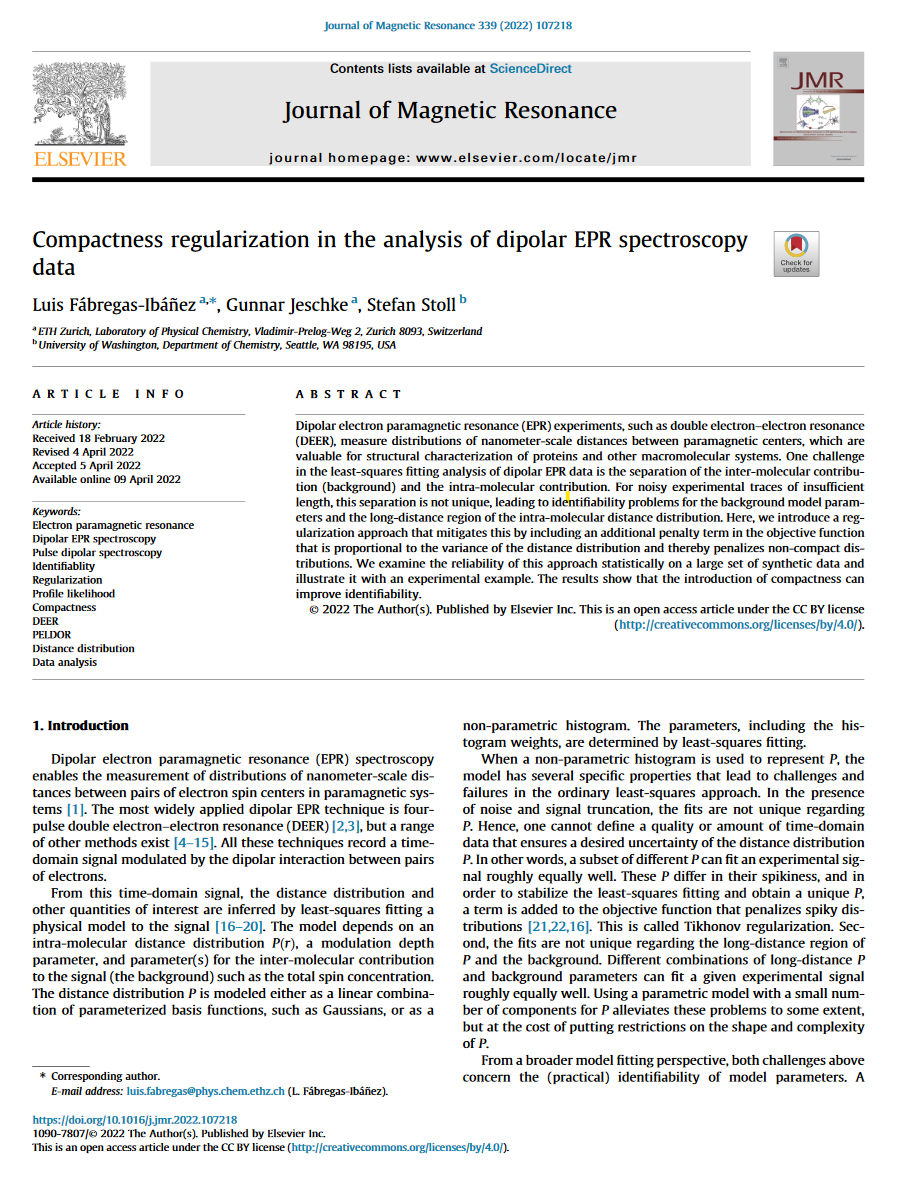 Journal of Magnetic Resonance 339 (2022) 107218
Contents lists available at ScienceDirect
Journal of Magnetic Resonance
journal homepage: www.elsevier.com/locate/jmr
ELSEVIER
JMR
Compactness regularization in the analysis of dipolar EPR spectroscopy
data
Check for
updates
Luis Fábregas-Ibáñez a,*, Gunnar Jeschke a, Stefan Stoll b
a ETH Zurich, Laboratory of Physical Chemistry, Vladimir-Prelog-Weg 2, Zurich 8093, Switzerland
b University of Washington, Department of Chemistry, Seattle, WA 98195, USA
ARTICLE INFO
Article history:
Received 18 February 2022
Revised 4 April 2022
Accepted 5 April 2022
Available online 09 April 2022
Keywords:
Electron paramagnetic resonance
Dipolar EPR spectroscopy
Pulse dipolar spectroscopy
Identifiablity
Regularization
Profile likelihood
Compactness
DEER
PELDOR
Distance distribution
Data analysis
ABSTRACT
Dipolar electron paramagnetic resonance (EPR) experiments, such as double electron–electron resonance
(DEER), measure distributions of nanometer-scale distances between paramagnetic centers, which are
valuable for structural characterization of proteins and other macromolecular systems. One challenge
in the least-squares fitting analysis of dipolar EPR data is the separation of the inter-molecular contribu-
tion (background) and the intra-molecular contribution. For noisy experimental traces of insufficient
length, this separation is not unique, leading to identifiability problems for the background model param-
eters and the long-distance region of the intra-molecular distance distribution. Here, we introduce a reg-
ularization approach that mitigates this by including an additional penalty term in the objective function
that is proportional to the variance of the distance distribution and thereby penalizes non-compact dis-
tributions. We examine the reliability of this approach statistically on a large set of synthetic data and
illustrate it with an experimental example. The results show that the introduction of compactness can
improve identifiability.
© 2022 The Author(s). Published by Elsevier Inc. This is an open access article under the CC BY license
(http://creativecommons.org/licenses/by/4.0/).
1. Introduction
Dipolar electron paramagnetic resonance (EPR) spectroscopy
enables the measurement of distributions of nanometer-scale dis-
tances between pairs of electron spin centers in paramagnetic sys-
tems [1]. The most widely applied dipolar EPR technique is four-
pulse double electron–electron resonance (DEER) [2,3], but a range
of other methods exist [4–15]. All these techniques record a time-
domain signal modulated by the dipolar interaction between pairs
of electrons.
From this time-domain signal, the distance distribution and
other quantities of interest are inferred by least-squares fitting a
physical model to the signal [16–20]. The model depends on an
intra-molecular distance distribution P(r), a modulation depth
parameter, and parameter(s) for the inter-molecular contribution
to the signal (the background) such as the total spin concentration.
The distance distribution P is modeled either as a linear combina-
tion of parameterized basis functions, such as Gaussians, or as a
non-parametric histogram. The parameters, including the his-
togram weights, are determined by least-squares fitting.
When a non-parametric histogram is used to represent P, the
model has several specific properties that lead to challenges and
failures in the ordinary least-squares approach. In the presence
of noise and signal truncation, the fits are not unique regarding
P. Hence, one cannot define a quality or amount of time-domain
data that ensures a desired uncertainty of the distance distribution
P. In other words, a subset of different P can fit an experimental sig-
nal roughly equally well. These P differ in their spikiness, and in
order to stabilize the least-squares fitting and obtain a unique P,
a term is added to the objective function that penalizes spiky dis-
tributions [21,22,16]. This is called Tikhonov regularization. Sec-
ond, the fits are not unique regarding the long-distance region of
P and the background. Different combinations of long-distance P
and background parameters can fit a given experimental signal
roughly equally well. Using a parametric model with a small num-
ber of components for P alleviates these problems to some extent,
but at the cost of putting restrictions on the shape and complexity
of P.
From a broader model fitting perspective, both challenges above
concern the (practical) identifiability of model parameters. A
* Corresponding author.
E-mail address: luis.fabregas@phys.chem.ethz.ch (L. Fábregas-Ibáñez).
https://doi.org/10.1016/j.jmr.2022.107218
1090-7807/© 2022 The Author(s). Published by Elsevier Inc.
This is an open access article under the CC BY license (http://creativecommons.org/licenses/by/4.0/).